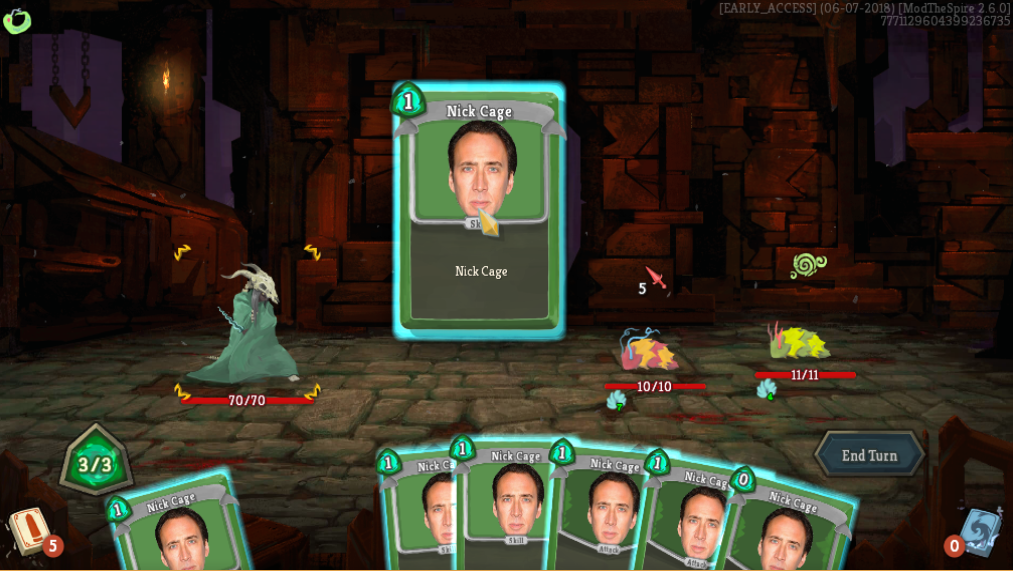 [EARLY_ACCESS] (06-07-2018) [ModTheSpire 2.6.0]
7771129604399236735
1
Nick Cage
Nick Cage
5
10/10
7
11/11
70/70
3/3
End Turn
1
Nick Cage
1
Nick C
1
Nick Cage
Skill
1
Nick Cage
Attack
1
Nick Cage
Attack
0
Nick Cage
5
0